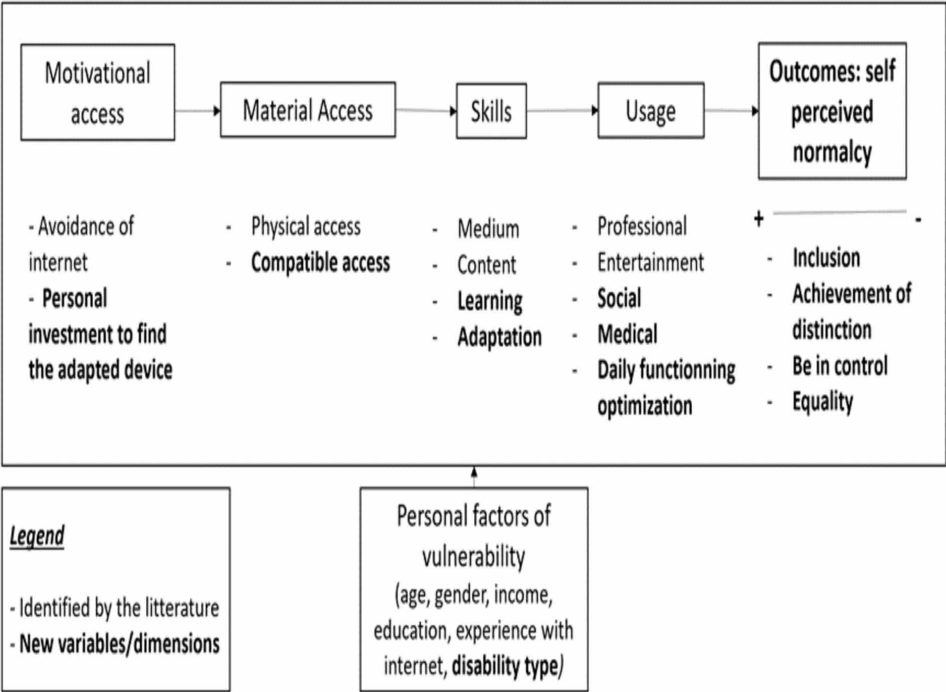 Motivational
access
Material Access
Skills
Usage
Outcomes: self
perceived
normalcy
- Avoidance of
internet
- Personal
investment to find
the adapted device
- Physical access
- Compatible access
- Medium
- Content
- Learning
- Adaptation
- Professional
- Entertainment
- Social
- Medical
- Daily functionning
optimization
+ -
- Inclusion
- Achievement of
distinction
- Be in control
- Equality
Legend
- Identified by the litterature
- New variables/dimensions
Personal factors of
vulnerability
(age, gender, income,
education, experience with
internet, disability type)